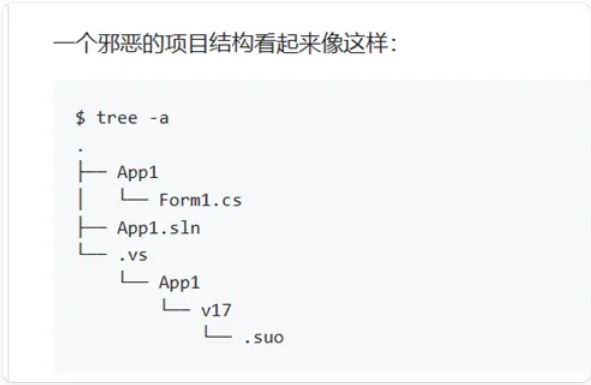 一个邪恶的项目结构看起来像这样：
$ tree -a
.
├── App1
│   └── Form1.cs
├── App1.sln
└── .vs
    └── App1
        └── v17
            └── .suo